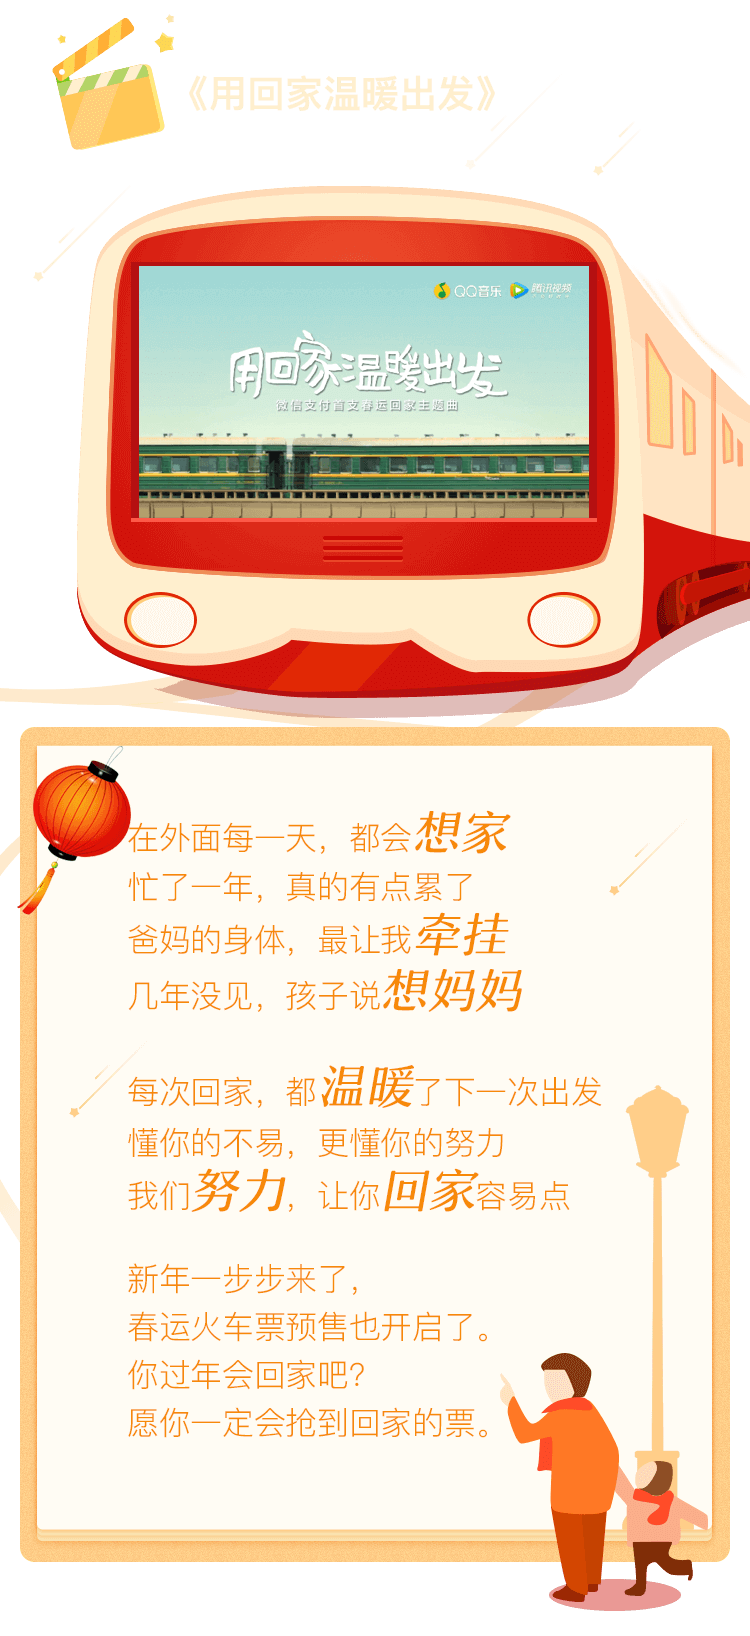 《用回家温暖出发》
QQ音乐 腾讯视频
用回家温暖出发
微信支付首支春运回家主题曲
在外面每一天，都会想家
忙了一年，真的有点累了
爸妈的身体，最让我牵挂
几年没见，孩子说想妈妈
每次回家，都温暖了下一次出发
懂你的不易，更懂你的努力
我们努力，让你回家容易点
新年一步步来了，
春运火车票预售也开启了。
你过年会回家吧？
愿你一定会抢到回家的票。